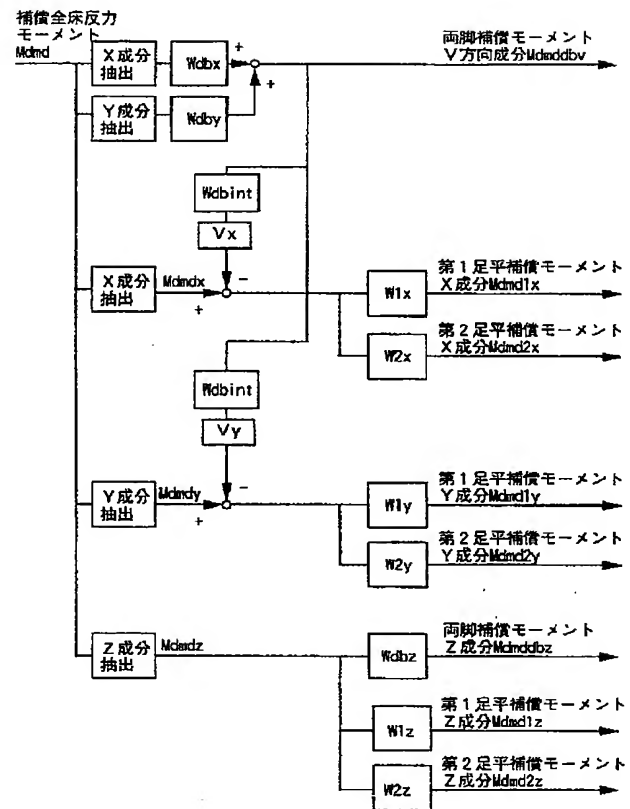 補償全床反力
モーメント
Mdmd
X成分
抽出
Wdbx
+
+
両脚補償モーメント
V方向成分Mdmddbv
Y成分
抽出
Wdby
Wdbint
Vx
X成分
抽出
Mdmdx
+
-
W1x
第1足平補償モーメント
X成分Mdmd1x
W2x
第2足平補償モーメント
X成分Mdmd2x
Wdbint
Vy
Y成分
抽出
Mdmdy
+
-
W1y
第1足平補償モーメント
Y成分Mdmd1y
W2y
第2足平補償モーメント
Y成分Mdmd2y
Z成分
抽出
Mdmdz
Wdbz
両脚補償モーメント
Z成分Mdmddbz
W1z
第1足平補償モーメント
Z成分Mdmd1z
W2z
第2足平補償モーメント
Z成分Mdmd2z